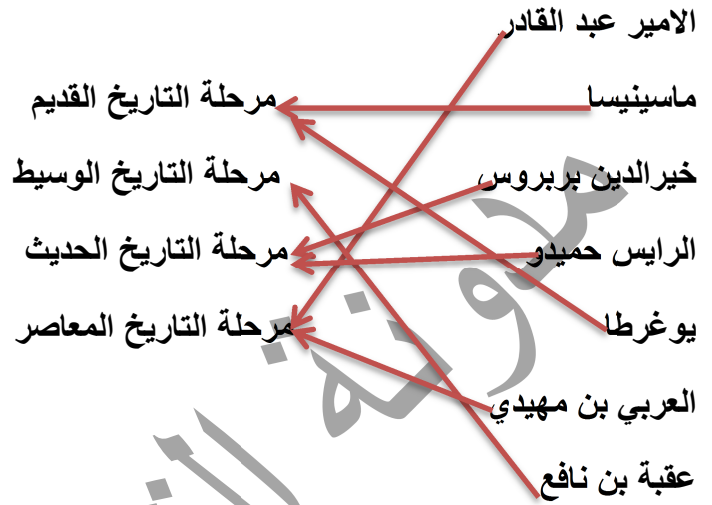 الامير عبد القادر
ماسينيسا مرحلة التاريخ القديم
خيرالدين بربروس مرحلة التاريخ الوسيط
الرايس حميدو مرحلة التاريخ الحديث
يوغرطا مرحلة التاريخ المعاصر
العربي بن مهيدي
عقبة بن نافع
مدونة